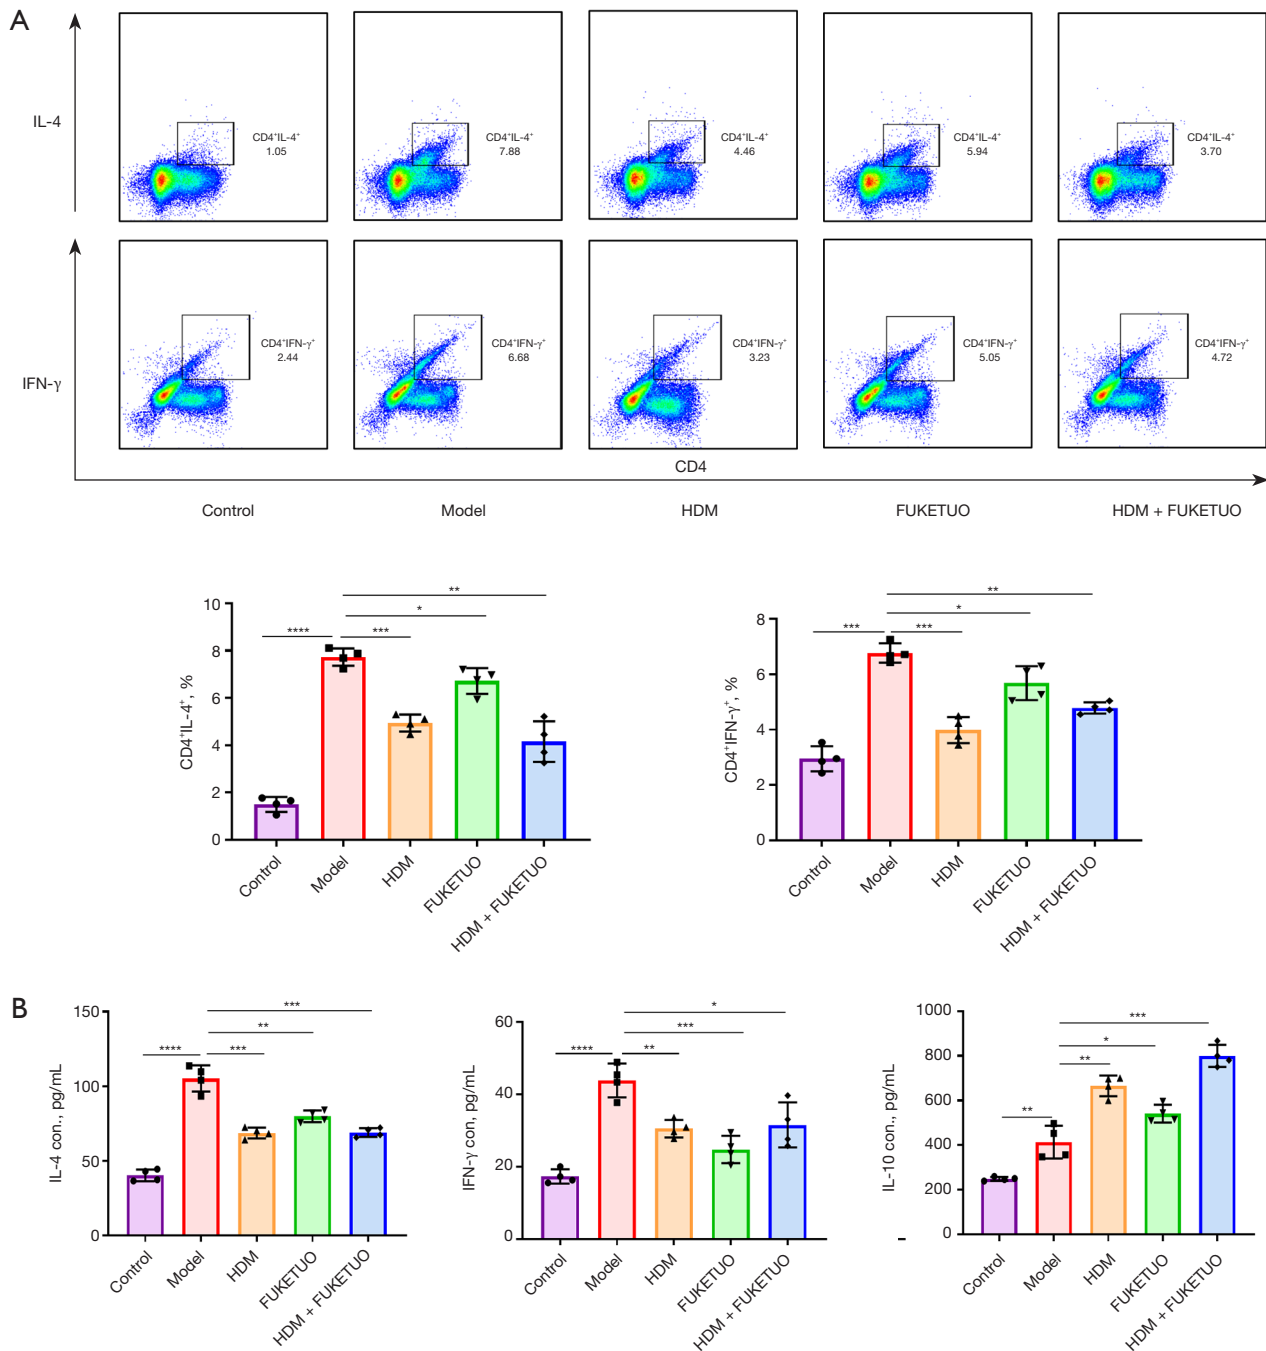 A
IL-4
CD4⁺IL-4⁺
1.05
CD4⁺IL-4⁺
7.88
CD4⁺IL-4⁺
4.46
CD4⁺IL-4⁺
5.94
CD4⁺IL-4⁺
3.70
IFN-γ
CD4⁺IFN-γ⁺
2.44
CD4⁺IFN-γ⁺
6.68
CD4⁺IFN-γ⁺
3.23
CD4⁺IFN-γ⁺
5.05
CD4⁺IFN-γ⁺
4.72
CD4
Control Model HDM FUKETUO HDM + FUKETUO
CD4⁺IL-4⁺, %
10
8
6
4
2
0
**
*
**** ***
Control
Model
HDM
FUKETUO
HDM + FUKETUO
CD4⁺IFN-γ⁺, %
8
6
4
2
0
**
*
*** ***
Control
Model
HDM
FUKETUO
HDM + FUKETUO
B
IL-4 con., pg/mL
150
100
50
0
***
**
**** ***
Control
Model
HDM
FUKETUO
HDM + FUKETUO
IFN-γ con, pg/mL
60
40
20
0
*
***
**** **
Control
Model
HDM
FUKETUO
HDM + FUKETUO
IL-10 con., pg/mL
1000
800
600
400
200
0
***
*
**
**
Control
Model
HDM
FUKETUO
HDM + FUKETUO